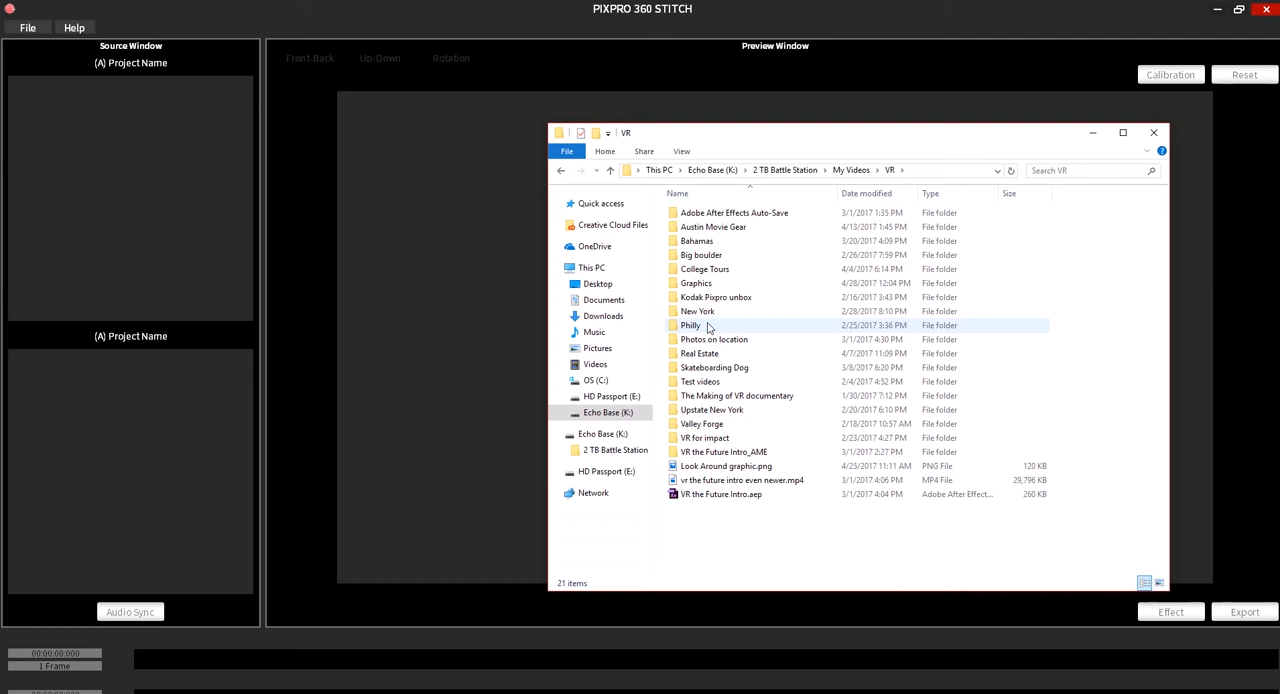 PIXPRO 360 STITCH
File Help
Source Window
(A) Project Name
(A) Project Name
Audio Sync
Preview Window
Front-Back Up-Down Rotation
Calibration Reset
VR
File Home Share View
This PC > Echo Base (K:) > 2 TB Battle Station > My Videos > VR >
Search VR
Quick access
Creative Cloud Files
OneDrive
This PC
Desktop
Documents
Downloads
Music
Pictures
Videos
OS (C:)
HD Passport (E:)
Echo Base (K:)
Echo Base (K:)
2 TB Battle Station
HD Passport (E:)
Network
Name Date modified Type Size
Adobe After Effects Auto-Save 3/1/2017 1:35 PM File folder
Austin Movie Gear 4/13/2017 1:45 PM File folder
Bahamas 3/20/2017 4:09 PM File folder
Big boulder 2/26/2017 7:59 PM File folder
College Tours 4/4/2017 6:14 PM File folder
Graphics 4/28/2017 12:04 PM File folder
Kodak Pixpro unbox 2/16/2017 3:43 PM File folder
New York 2/28/2017 8:10 PM File folder
Philly 2/25/2017 3:36 PM File folder
Photos on location 3/1/2017 4:30 PM File folder
Real Estate 4/7/2017 11:09 PM File folder
Skateboarding Dog 3/8/2017 6:20 PM File folder
Test videos 2/4/2017 4:52 PM File folder
The Making of VR documentary 1/30/2017 7:12 PM File folder
Upstate New York 2/20/2017 6:10 PM File folder
Valley Forge 2/18/2017 10:57 AM File folder
VR for impact 2/23/2017 4:27 PM File folder
VR the Future Intro_AME 3/1/2017 2:27 PM File folder
Look Around graphic.png 4/25/2017 11:11 AM PNG File 120 KB
vr the future intro even newer.mp4 3/1/2017 4:06 PM MP4 File 29,796 KB
VR the Future Intro.aep 3/1/2017 4:04 PM Adobe After Effect... 260 KB
21 items
Effect Export
00:00:00:000
1 Frame